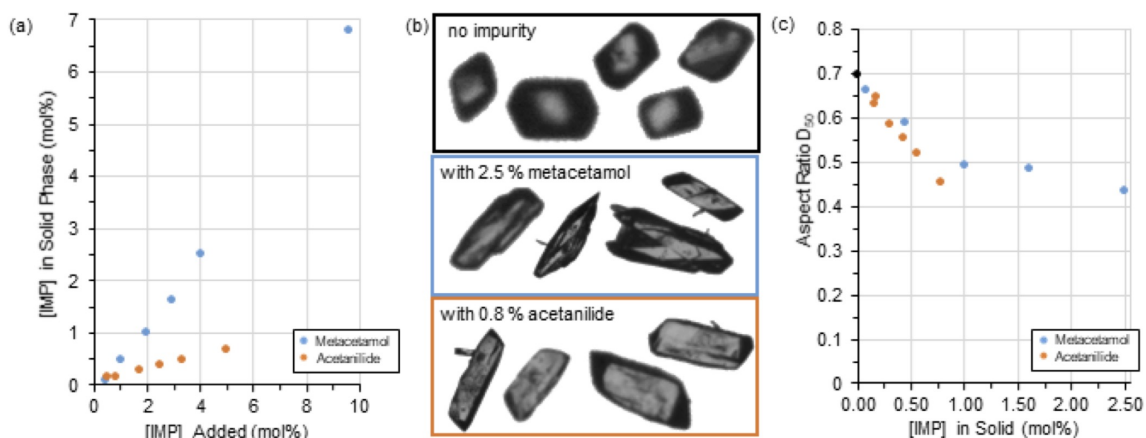 (a)
7
6
5
4
3
2
1
0
[IMP] in Solid Phase (mol%)
0 2 4 6 8 10
[IMP] Added (mol%)
Metacetamol
Acetanilide
(b)
no impurity
with 2.5 % metacetamol
with 0.8 % acetanilide
(c)
0.8
0.7
0.6
0.5
0.4
0.3
0.2
0.1
0
Aspect Ratio D50
0.00 0.50 1.00 1.50 2.00 2.50
[IMP] in Solid (mol%)
Metacetamol
Acetanilide